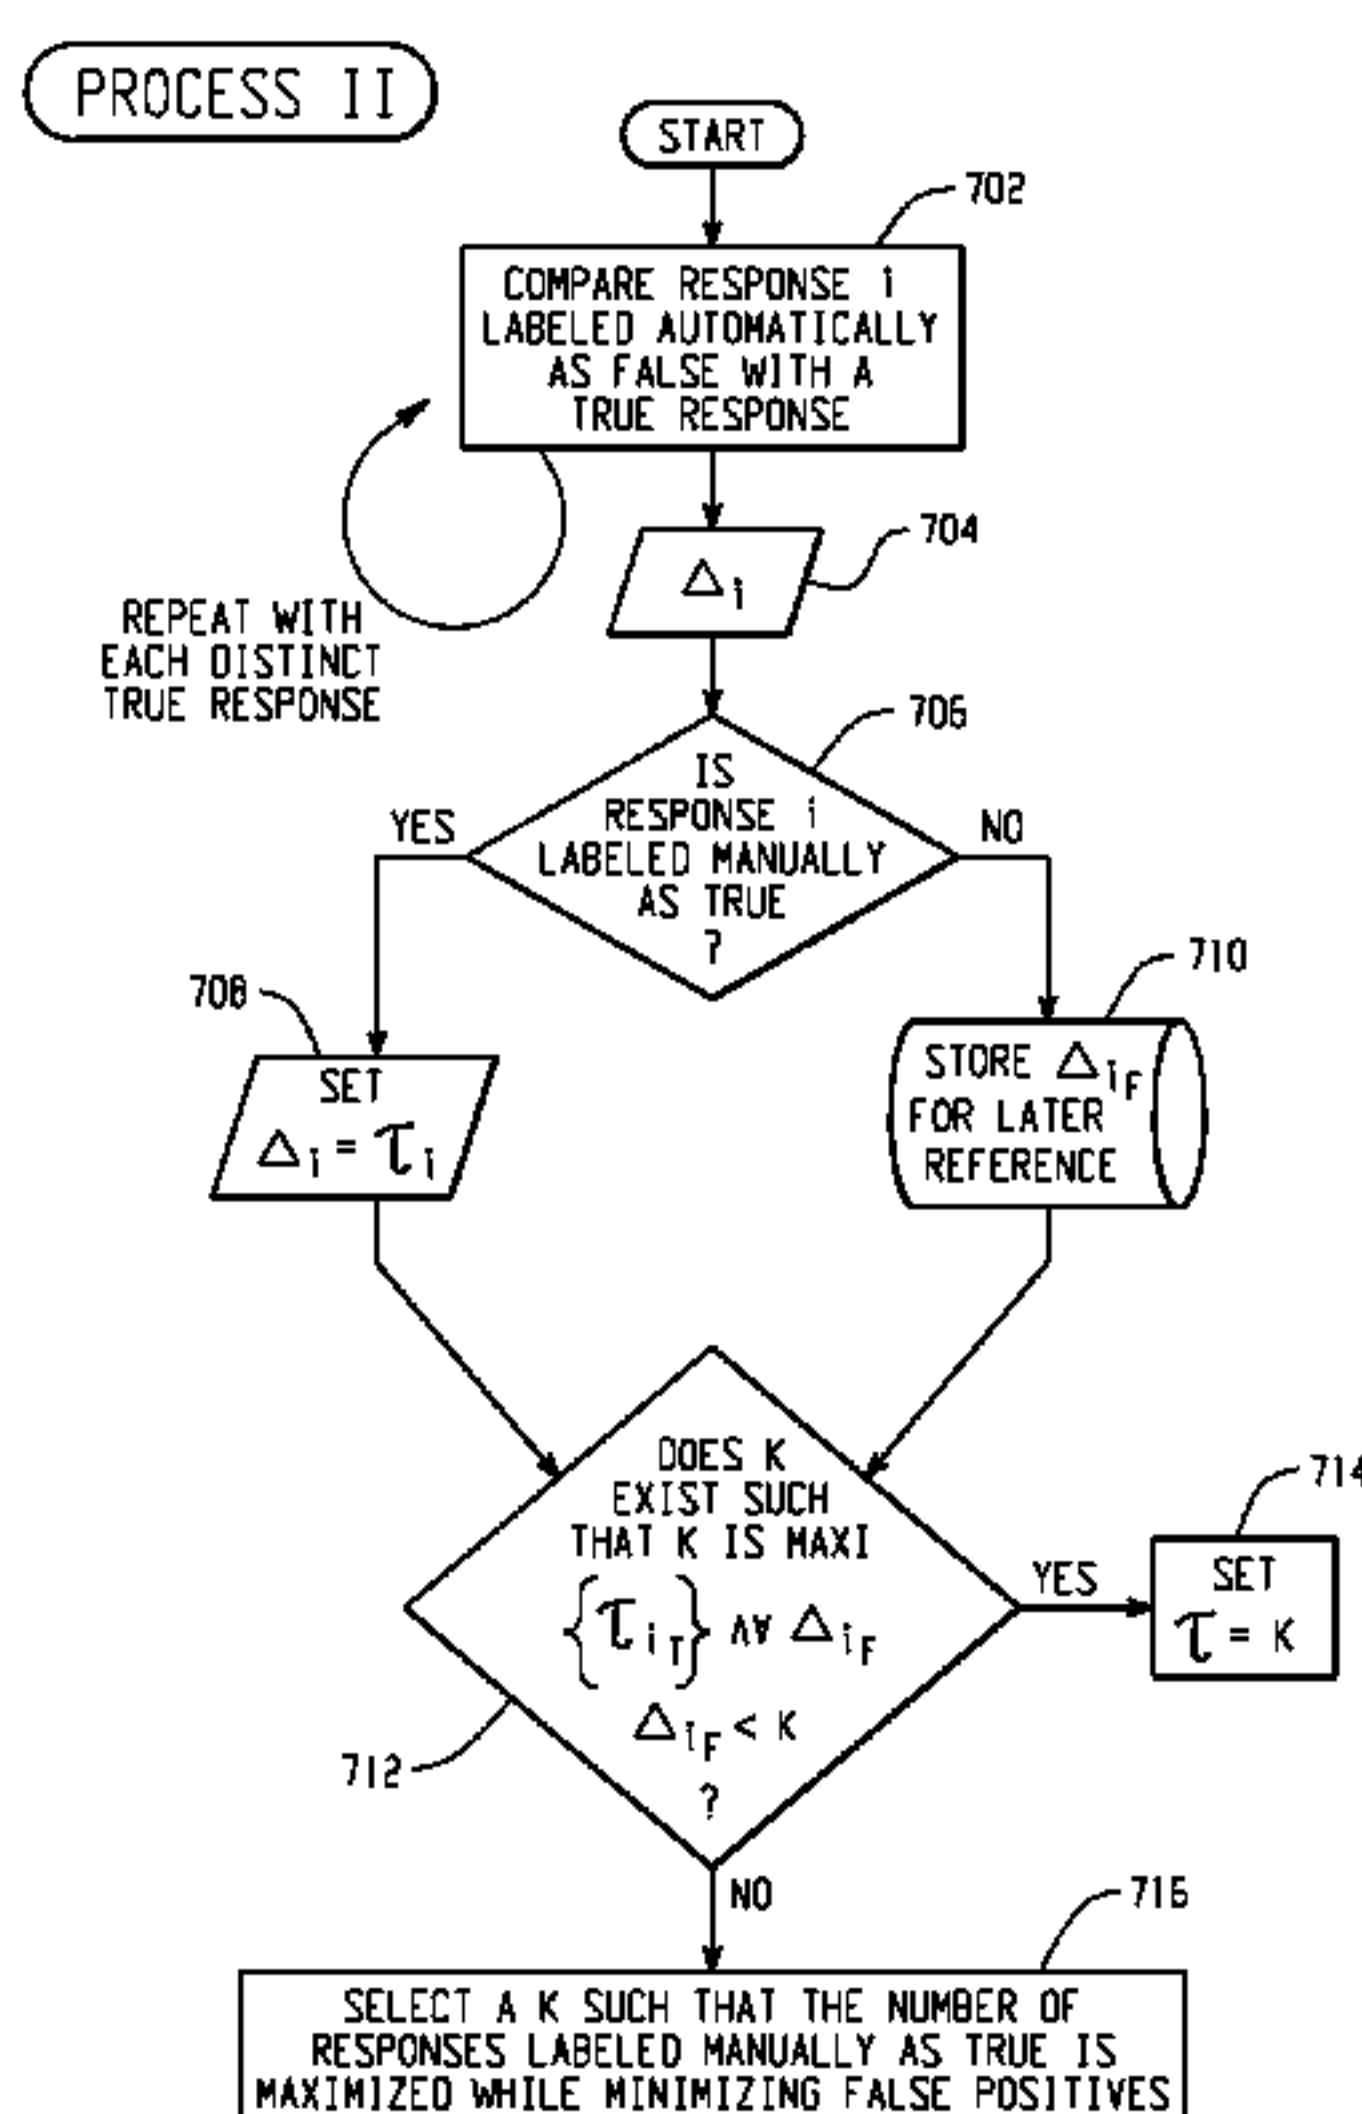 PROCESS II
START
702
COMPARE RESPONSE i
LABELED AUTOMATICALLY
AS FALSE WITH A
TRUE RESPONSE
704
Δi
REPEAT WITH
EACH DISTINCT
TRUE RESPONSE
706
IS
RESPONSE i
LABELED MANUALLY
AS TRUE
?
YES
NO
708
SET
Δi = τi
710
STORE ΔiF
FOR LATER
REFERENCE
DOES K
EXIST SUCH
THAT K IS MAXI
{τiT} ∧∀ ΔiF
ΔiF < K
?
712
YES
714
SET
τ = K
NO
716
SELECT A K SUCH THAT THE NUMBER OF
RESPONSES LABELED MANUALLY AS TRUE IS
MAXIMIZED WHILE MINIMIZING FALSE POSITIVES